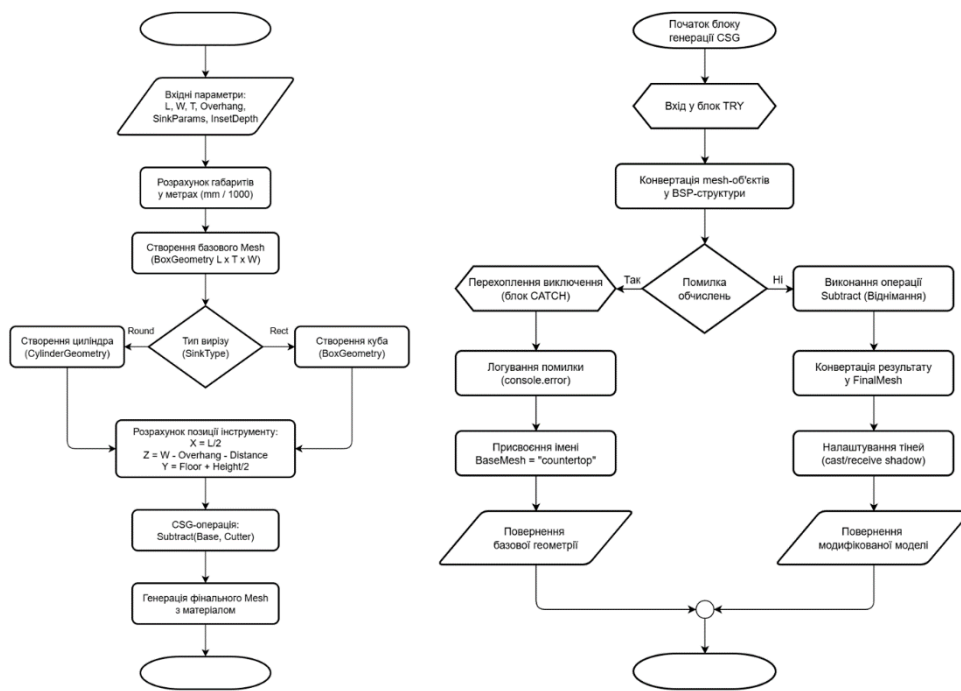 Вхідні параметри:
L, W, T, Overhang,
SinkParams, InsetDepth
Розрахунок габаритів
у метрах (mm / 1000)
Створення базового Mesh
(BoxGeometry L x T x W)
Створення циліндра
(CylinderGeometry)
Round
Тип вирізу
(SinkType)
Rect
Створення куба
(BoxGeometry)
Розрахунок позиції інструменту:
X = L/2
Z = W - Overhang - Distance
Y = Floor + Height/2
CSG-операція:
Subtract(Base, Cutter)
Генерація фінального Mesh
з матеріалом
Початок блоку
генерації CSG
Вхід у блок TRY
Конвертація mesh-об'єктів
у BSP-структури
Перехоплення виключення
(блок CATCH)
Так
Помилка
обчислень
Ні
Виконання операції
Subtract (Віднімання)
Логування помилки
(console.error)
Конвертація результату
у FinalMesh
Присвоєння імені
BaseMesh = "countertop"
Налаштування тіней
(cast/receive shadow)
Повернення
базової геометрії
Повернення
модифікованої моделі